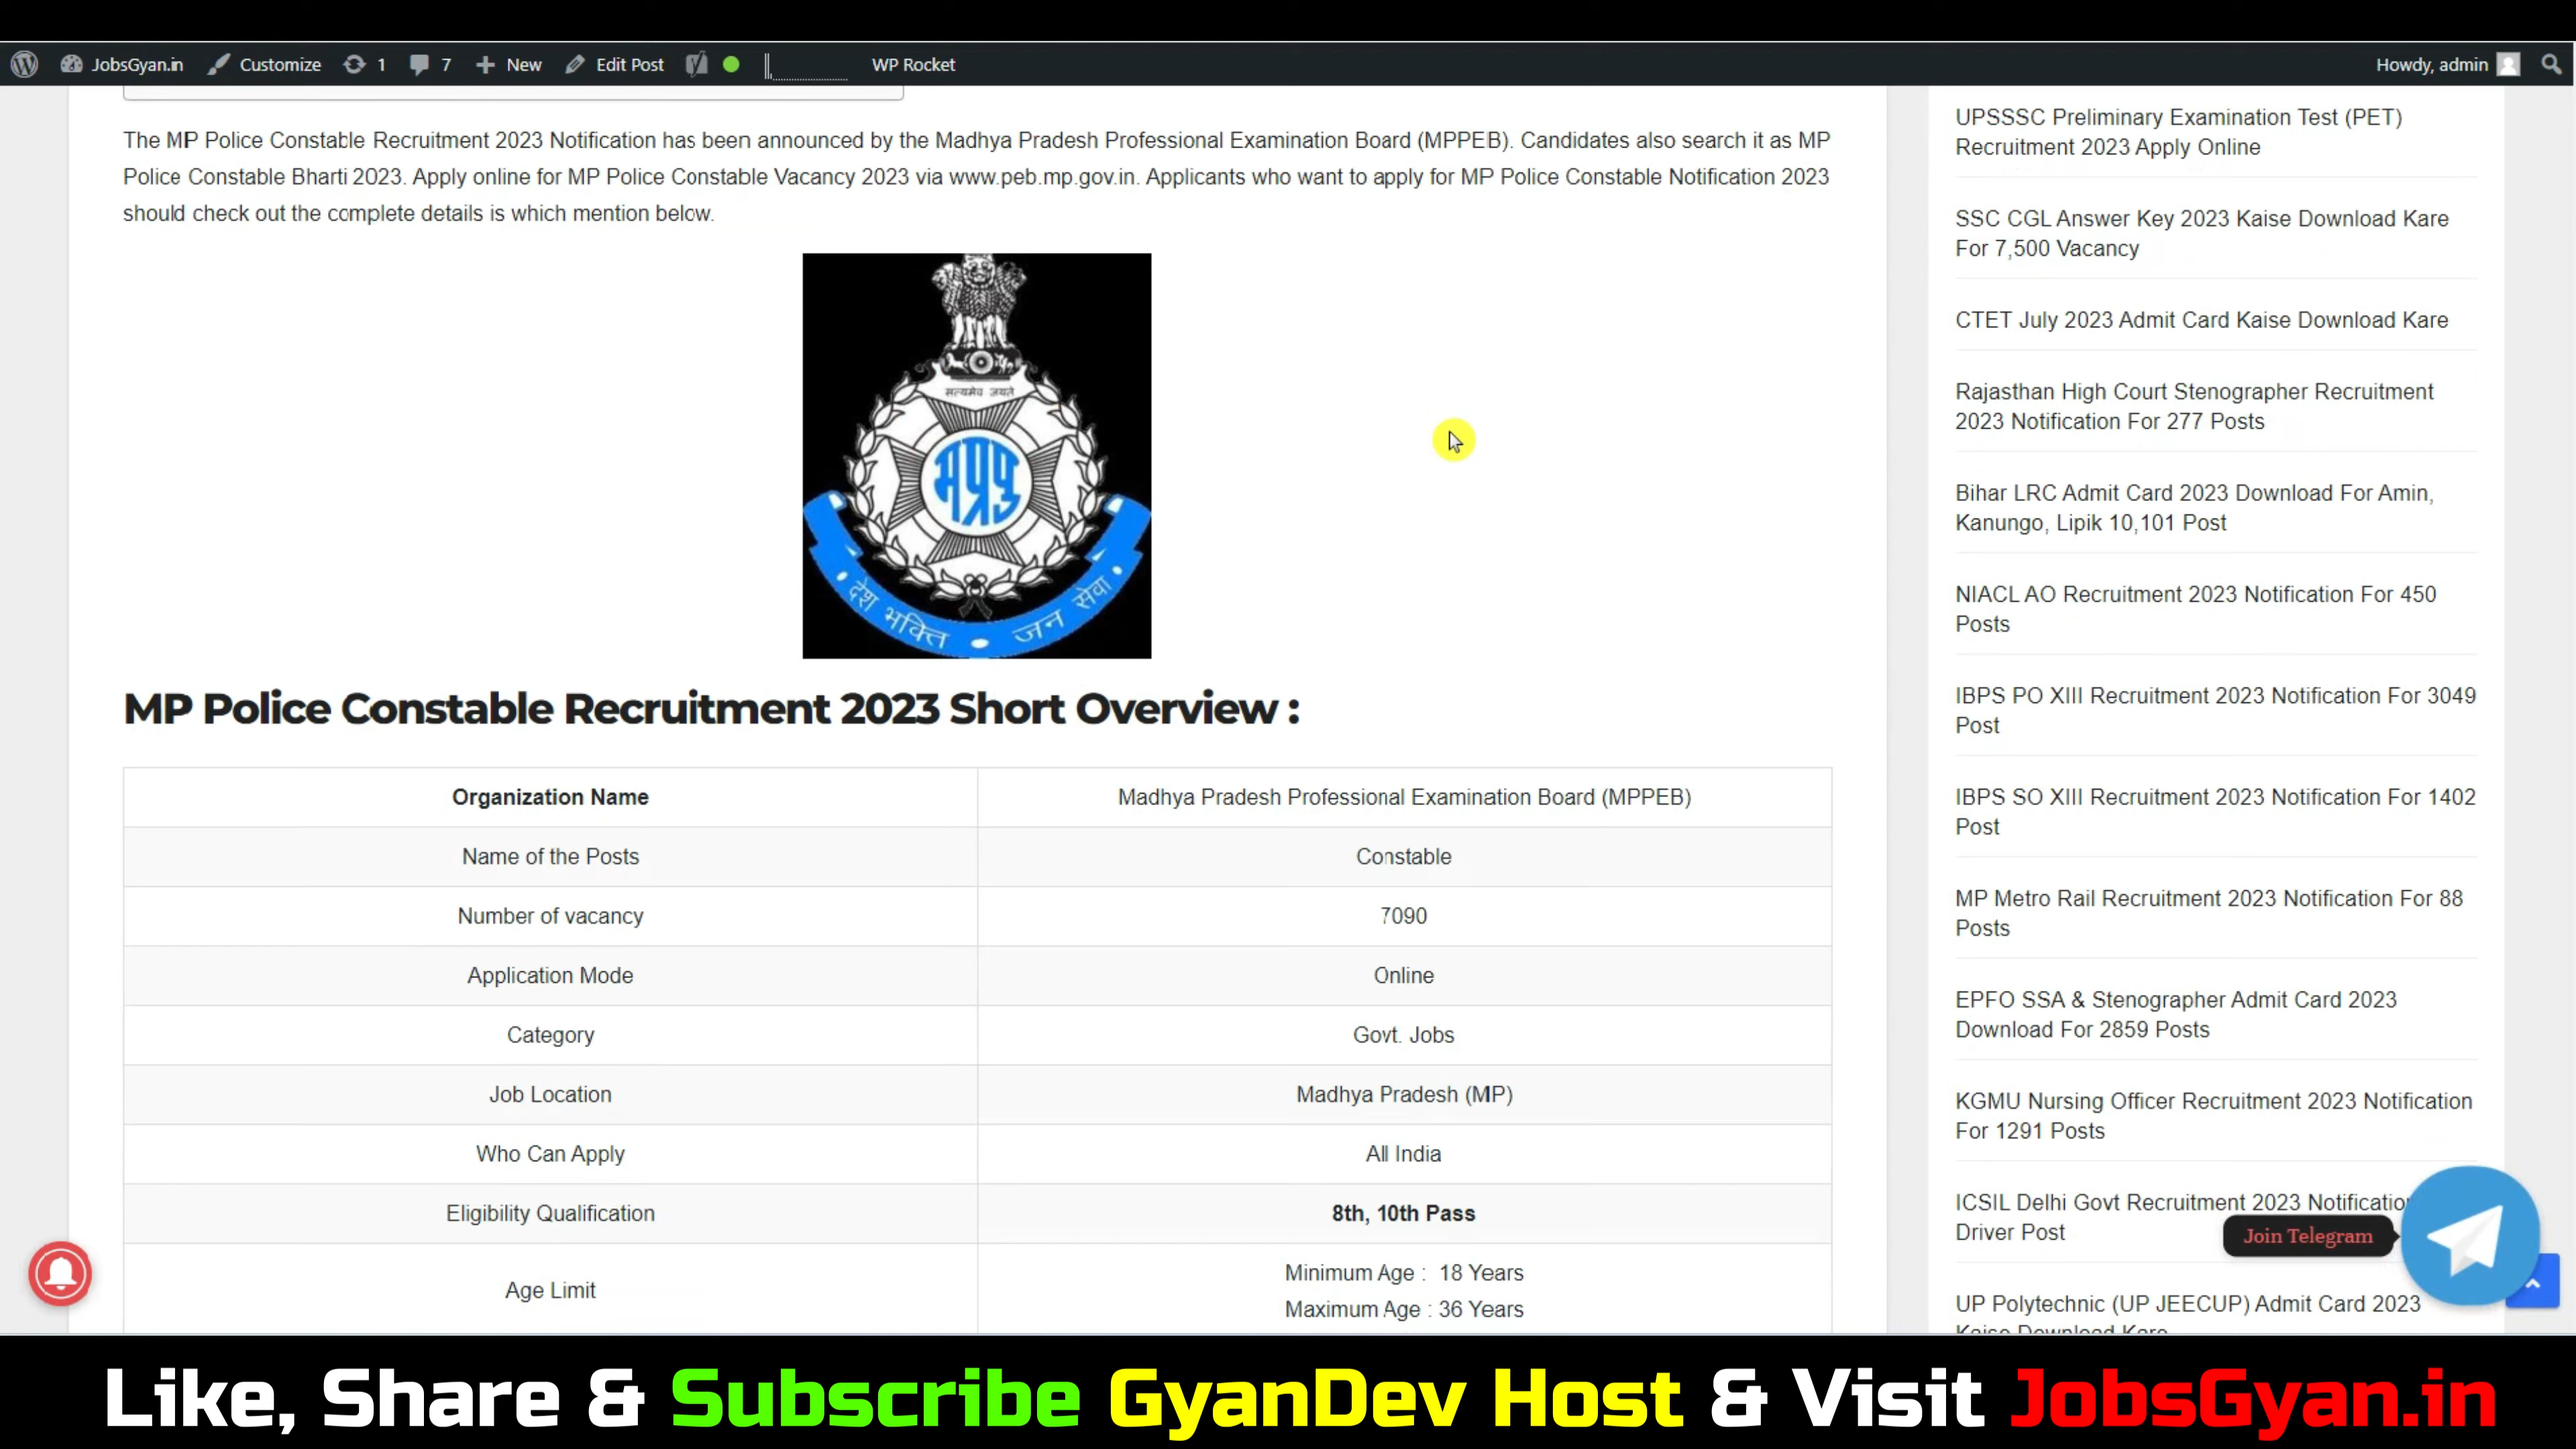 JobsGyan.in Customize 1 7 New Edit Post WP Rocket Howdy, admin
The MP Police Constable Recruitment 2023 Notification has been announced by the Madhya Pradesh Professional Examination Board (MPPEB). Candidates also search it as MP
Police Constable Bharti 2023. Apply online for MP Police Constable Vacancy 2023 via www.peb.mp.gov.in. Applicants who want to apply for MP Police Constable Notification 2023
should check out the complete details is which mention below.
सत्यमेव जयते
मप्रपु
देश भक्ति • जन सेवा
MP Police Constable Recruitment 2023 Short Overview :
Organization Name Madhya Pradesh Professional Examination Board (MPPEB)
Name of the Posts Constable
Number of vacancy 7090
Application Mode Online
Category Govt. Jobs
Job Location Madhya Pradesh (MP)
Who Can Apply All India
Eligibility Qualification 8th, 10th Pass
Age Limit Minimum Age : 18 Years
Maximum Age : 36 Years
UPSSSC Preliminary Examination Test (PET)
Recruitment 2023 Apply Online
SSC CGL Answer Key 2023 Kaise Download Kare
For 7,500 Vacancy
CTET July 2023 Admit Card Kaise Download Kare
Rajasthan High Court Stenographer Recruitment
2023 Notification For 277 Posts
Bihar LRC Admit Card 2023 Download For Amin,
Kanungo, Lipik 10,101 Post
NIACL AO Recruitment 2023 Notification For 450
Posts
IBPS PO XIII Recruitment 2023 Notification For 3049
Post
IBPS SO XIII Recruitment 2023 Notification For 1402
Post
MP Metro Rail Recruitment 2023 Notification For 88
Posts
EPFO SSA & Stenographer Admit Card 2023
Download For 2859 Posts
KGMU Nursing Officer Recruitment 2023 Notification
For 1291 Posts
ICSIL Delhi Govt Recruitment 2023 Notificatio
Driver Post
Join Telegram
UP Polytechnic (UP JEECUP) Admit Card 2023
Kaise Download Kare
Like, Share & Subscribe GyanDev Host & Visit JobsGyan.in